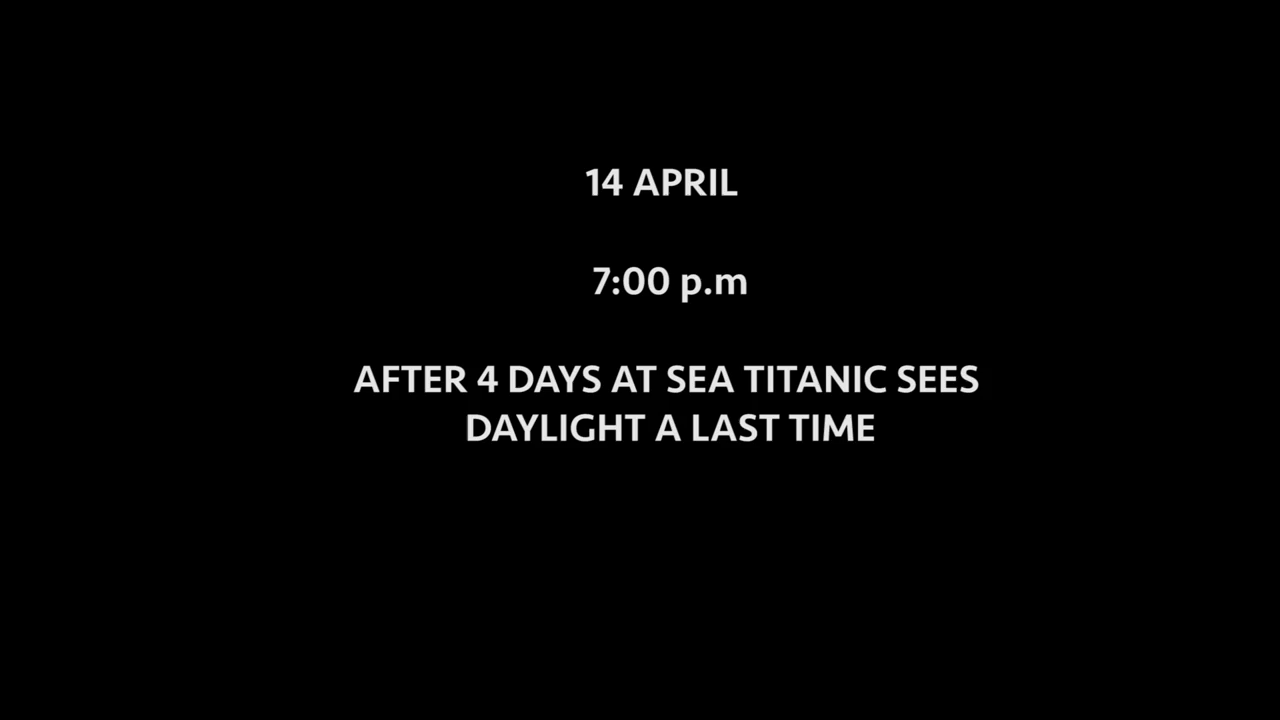 14 APRIL
7:00 p.m
AFTER 4 DAYS AT SEA TITANIC SEES
DAYLIGHT A LAST TIME